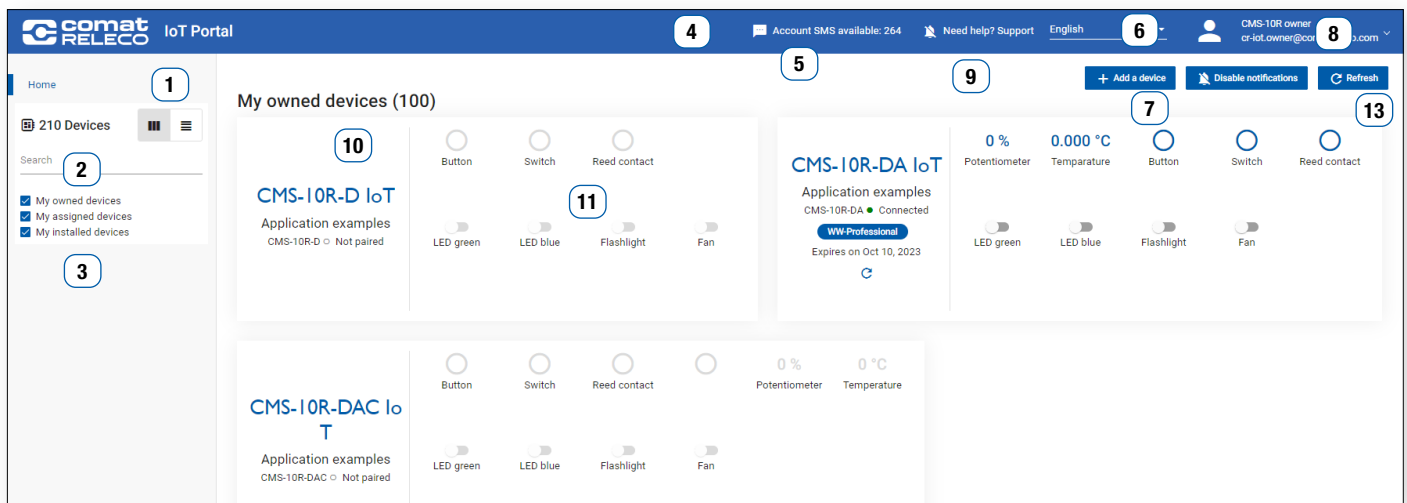 comat
RELECO
IoT Portal
4
Account SMS available: 264
Need help? Support
English
6
CMS-10R owner
cr-iot.owner@co
p.com
8
Home
1
5
9
Add a device
Disable notifications
Refresh
7
13
My owned devices (100)
210 Devices
Search
2
My owned devices
My assigned devices
My installed devices
3
10
CMS-10R-D IoT
Application examples
CMS-10R-D Not paired
Button
Switch
Reed contact
11
LED green
LED blue
Flashlight
Fan
CMS-10R-DA IoT
Application examples
CMS-10R-DA Connected
WW-Professional
Expires on Oct 10, 2023
0 %
0.000 °C
Potentiometer
Temparature
Button
Switch
Reed contact
LED green
LED blue
Flashlight
Fan
CMS-10R-DAC Io
T
Application examples
CMS-10R-DAC Not paired
0 %
0 °C
Button
Switch
Reed contact
Potentiometer
Temperature
LED green
LED blue
Flashlight
Fan